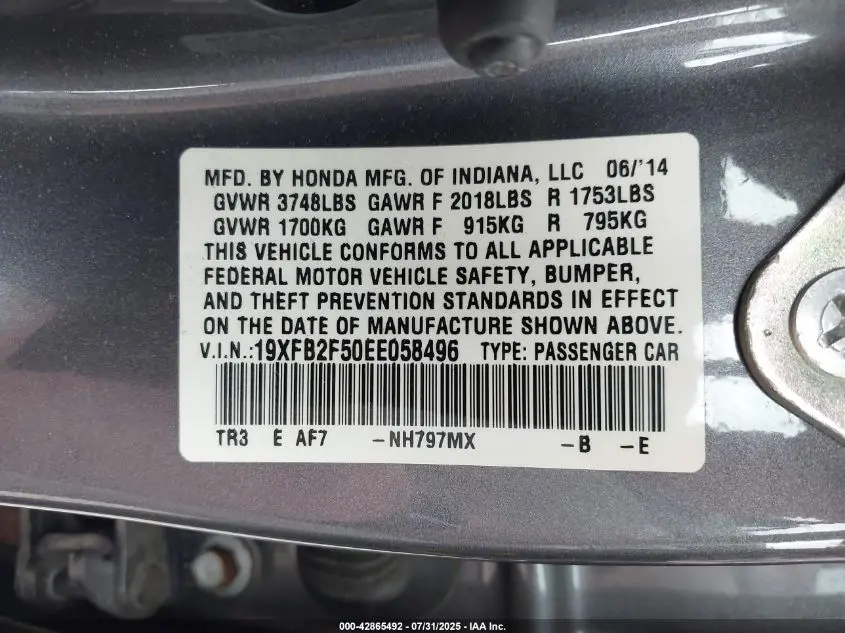 MFD. BY HONDA MFG. OF INDIANA, LLC 06/'14
GVWR 3748LBS GAWR F 2018LBS R 1753LBS
GVWR 1700KG GAWR F 915KG R 795KG
THIS VEHICLE CONFORMS TO ALL APPLICABLE
FEDERAL MOTOR VEHICLE SAFETY, BUMPER,
AND THEFT PREVENTION STANDARDS IN EFFECT
ON THE DATE OF MANUFACTURE SHOWN ABOVE.
V.I.N.:19XFB2F50EE058496 TYPE: PASSENGER CAR
TR3 E AF7 -NH797MX -B -E
000-42865492 - 07/31/2025 - IAA Inc.